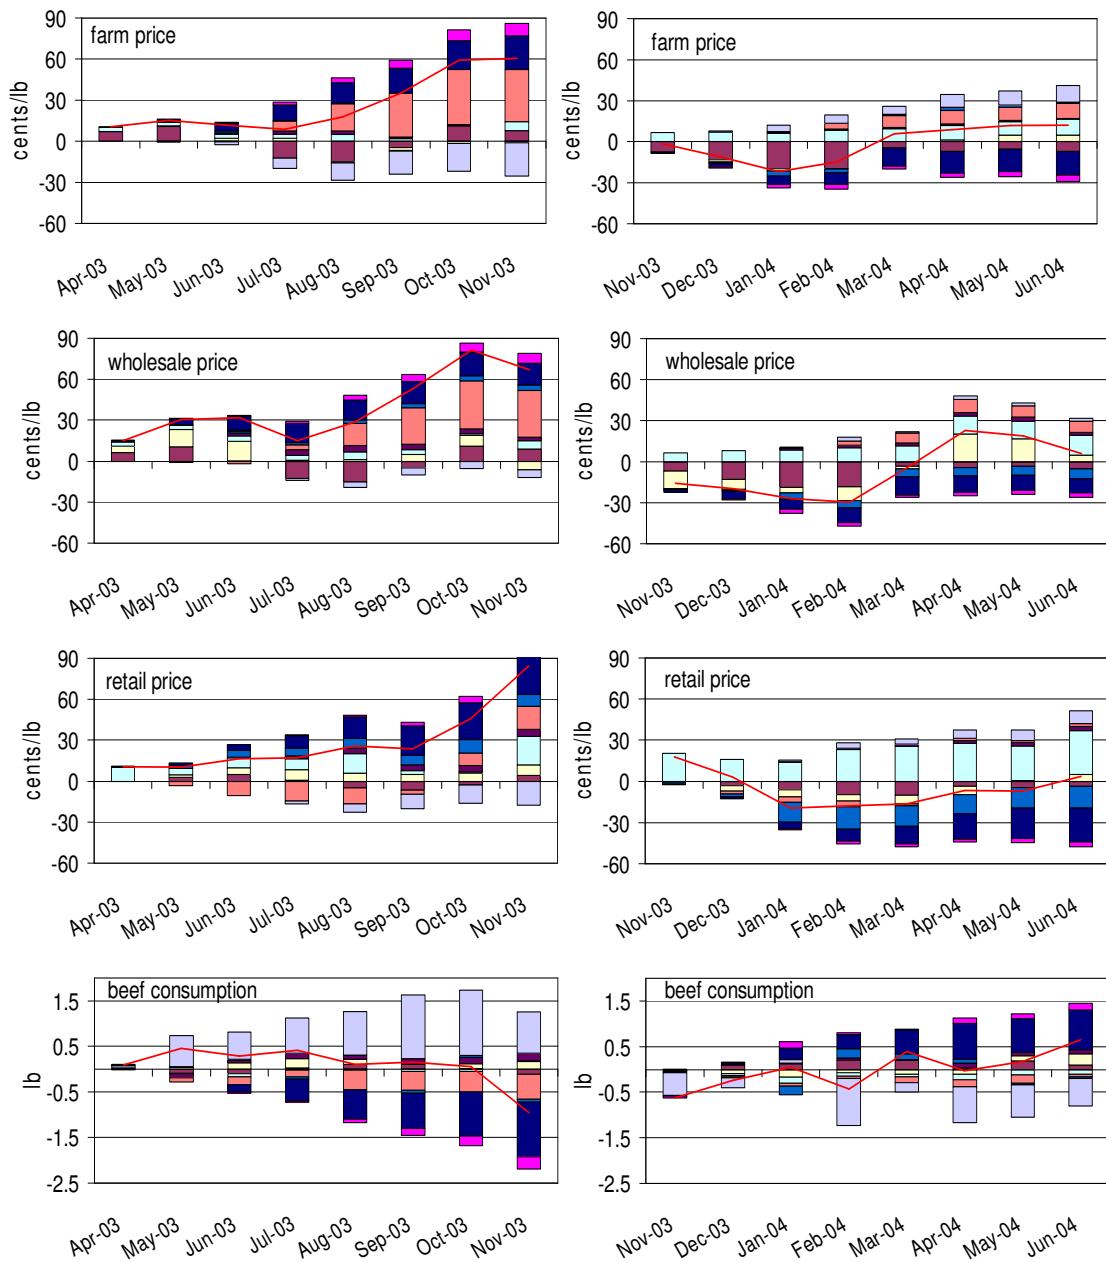 farm price
cents/lb
90
60
30
0
-30
-60
Apr-03
May-03
Jun-03
Jul-03
Aug-03
Sep-03
Oct-03
Nov-03
farm price
90
60
30
0
-30
-60
Nov-03
Dec-03
Jan-04
Feb-04
Mar-04
Apr-04
May-04
Jun-04
wholesale price
cents/lb
90
60
30
0
-30
-60
Apr-03
May-03
Jun-03
Jul-03
Aug-03
Sep-03
Oct-03
Nov-03
wholesale price
cents/lb
90
60
30
0
-30
-60
Nov-03
Dec-03
Jan-04
Feb-04
Mar-04
Apr-04
May-04
Jun-04
retail price
cents/lb
90
60
30
0
-30
-60
Apr-03
May-03
Jun-03
Jul-03
Aug-03
Sep-03
Oct-03
Nov-03
retail price
cents/lb
90
60
30
0
-30
-60
Nov-03
Dec-03
Jan-04
Feb-04
Mar-04
Apr-04
May-04
Jun-04
beef consumption
lb
1.5
0.5
-0.5
-1.5
-2.5
Apr-03
May-03
Jun-03
Jul-03
Aug-03
Sep-03
Oct-03
Nov-03
beef consumption
lb
1.5
0.5
-0.5
-1.5
-2.5
Nov-03
Dec-03
Jan-04
Feb-04
Mar-04
Apr-04
May-04
Jun-04